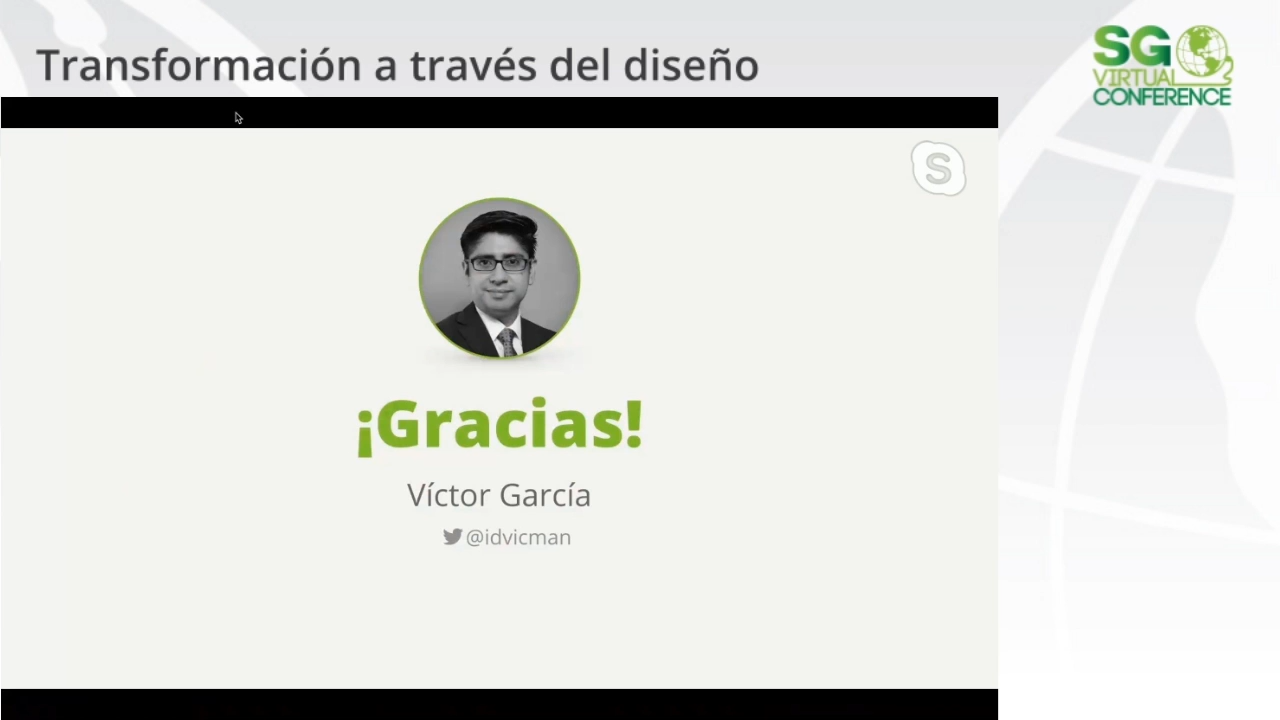 Transformación a través del diseño
SG
VIRTUAL
CONFERENCE
S
¡Gracias!
Víctor García
@idvicman